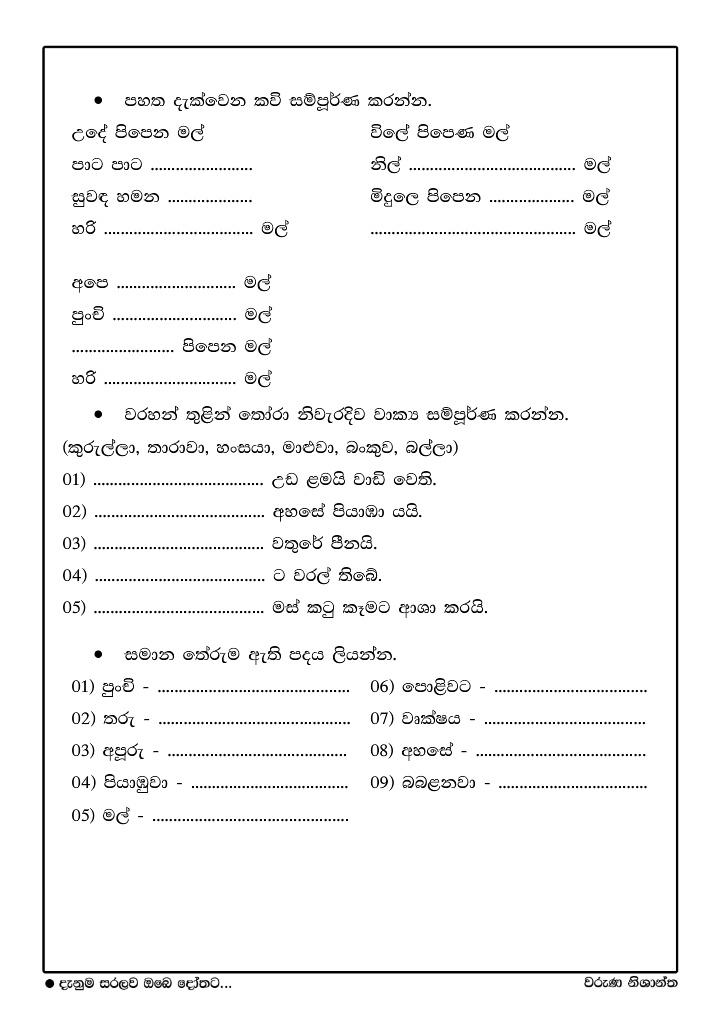 ● පහත දැක්වෙන කවි සම්පූර්ණ කරන්න.
උදේ පිපෙන මල්
පාට පාට ........................
සුවඳ හමන ....................
හරි ................................... මල්
විලේ පිපෙණ මල්
නිල් ....................................... මල්
මිදුලෙ පිපෙන .................... මල්
................................................ මල්
අපෙ ............................ මල්
පුංචි ............................. මල්
........................ පිපෙන මල්
හරි ............................... මල්
● වරහන් තුළින් තෝරා නිවැරදිව වාක්‍ය සම්පූර්ණ කරන්න.
(කුරුල්ලා, තාරාවා, හංසයා, මාළුවා, බංකුව, බල්ලා)
01) ........................................ උඩ ළමයි වාඩි වෙති.
02) ........................................ අහසේ පියාඹා යයි.
03) ........................................ වතුරේ පීනයි.
04) ........................................ ට වරල් තිබේ.
05) ........................................ මස් කටු කෑමට ආශා කරයි.
● සමාන තේරුම ඇති පදය ලියන්න.
01) පුංචි - .............................................
02) තරු - .............................................
03) අපූරු - ..........................................
04) පියාඹුවා - .....................................
05) මල් - ..............................................
06) පොළිවට - ....................................
07) වෘක්ෂය - ......................................
08) අහසේ - ........................................
09) බබළනවා - ...................................
● දැනුම සරලව ඔබෙ දෝතට...
වරුණ නිශාන්ත